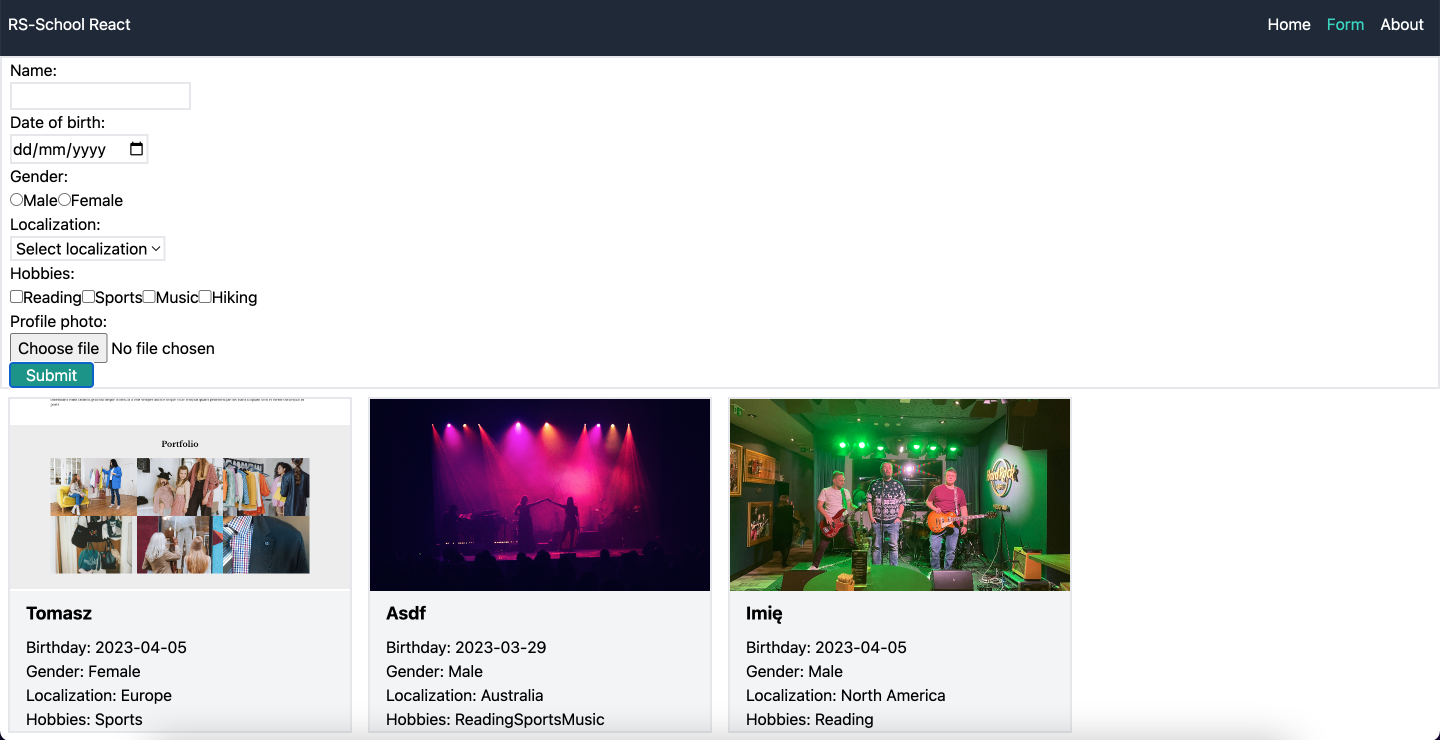 RS-School React
Home Form About
Name:
Date of birth:
dd/mm/yyyy
Gender:
Male Female
Localization:
Select localization
Hobbies:
Reading Sports Music Hiking
Profile photo:
Choose file No file chosen
Submit
Portfolio
Tomasz
Birthday: 2023-04-05
Gender: Female
Localization: Europe
Hobbies: Sports
Asdf
Birthday: 2023-03-29
Gender: Male
Localization: Australia
Hobbies: ReadingSportsMusic
Imię
Birthday: 2023-04-05
Gender: Male
Localization: North America
Hobbies: Reading